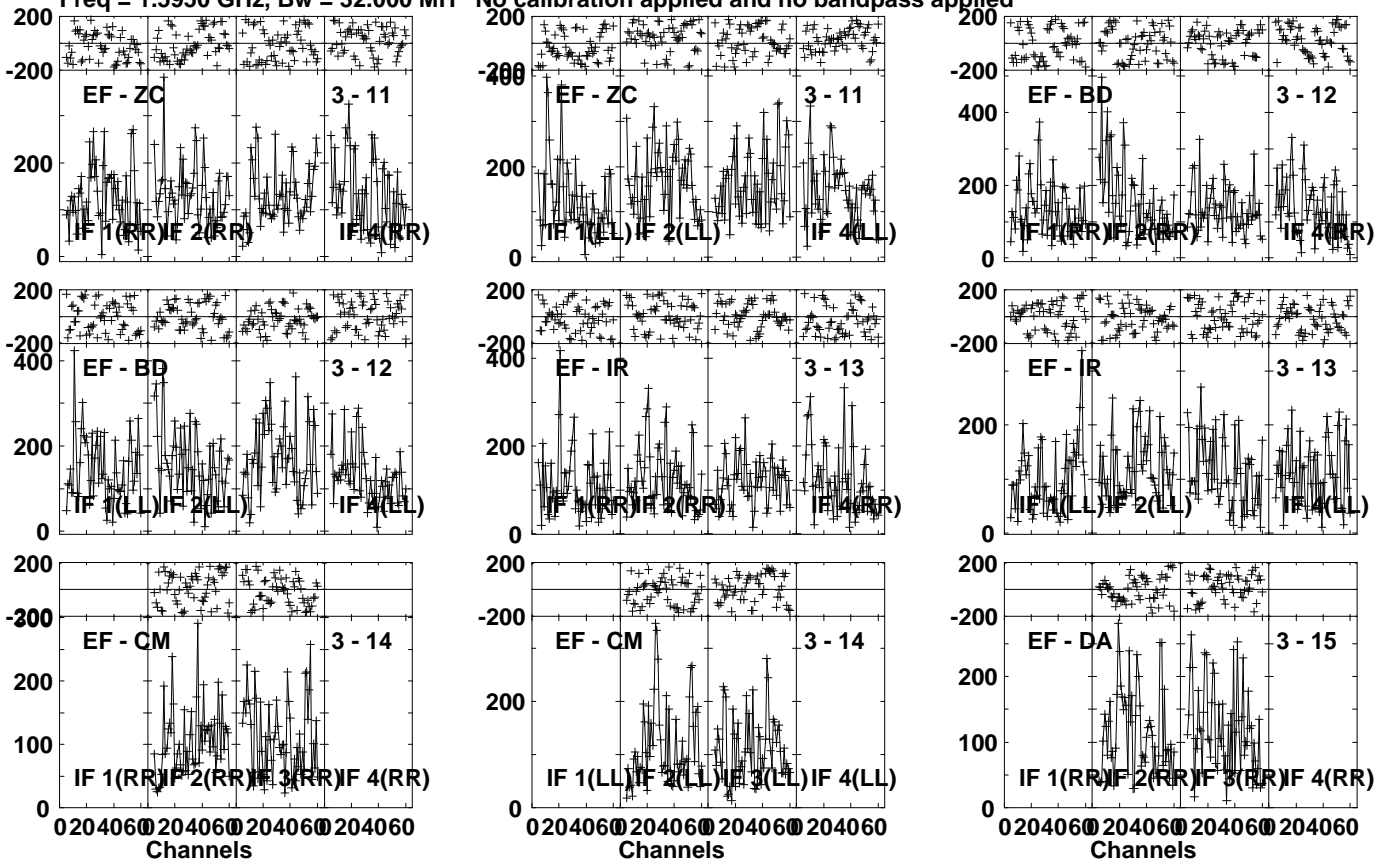 Freq = 1.5950 GHz, Bw = 32.000 MH No calibration applied and no bandpass applied
200
-200
EF - ZC 3 - 11
200
0
IF 1(RR) IF 2(RR) IF 4(RR)
200
-200
400
EF - ZC 3 - 11
200
0
IF 1(LL) IF 2(LL) IF 4(LL)
200
-200
EF - BD 3 - 12
400
200
0
IF 1(RR) IF 2(RR) IF 4(RR)
200
-200
400
EF - BD 3 - 12
200
0
IF 1(LL) IF 2(LL) IF 4(LL)
200
-200
400
EF - IR 3 - 13
200
0
IF 1(RR) IF 2(RR) IF 4(RR)
200
-200
EF - IR 3 - 13
200
0
IF 1(LL) IF 2(LL) IF 4(LL)
200
-200
300
EF - CM 3 - 14
200
100
0
IF 1(RR) IF 2(RR) IF 3(RR) IF 4(RR)
0 20 40 60 0 20 40 60 0 20 40 60 0 20 40 60
Channels
200
-200
EF - CM 3 - 14
200
0
IF 1(LL) IF 2(LL) IF 3(LL) IF 4(LL)
0 20 40 60 0 20 40 60 0 20 40 60 0 20 40 60
Channels
200
-200
EF - DA 3 - 15
200
100
0
IF 1(RR) IF 2(RR) IF 3(RR) IF 4(RR)
0 20 40 60 0 20 40 60 0 20 40 60 0 20 40 60
Channels